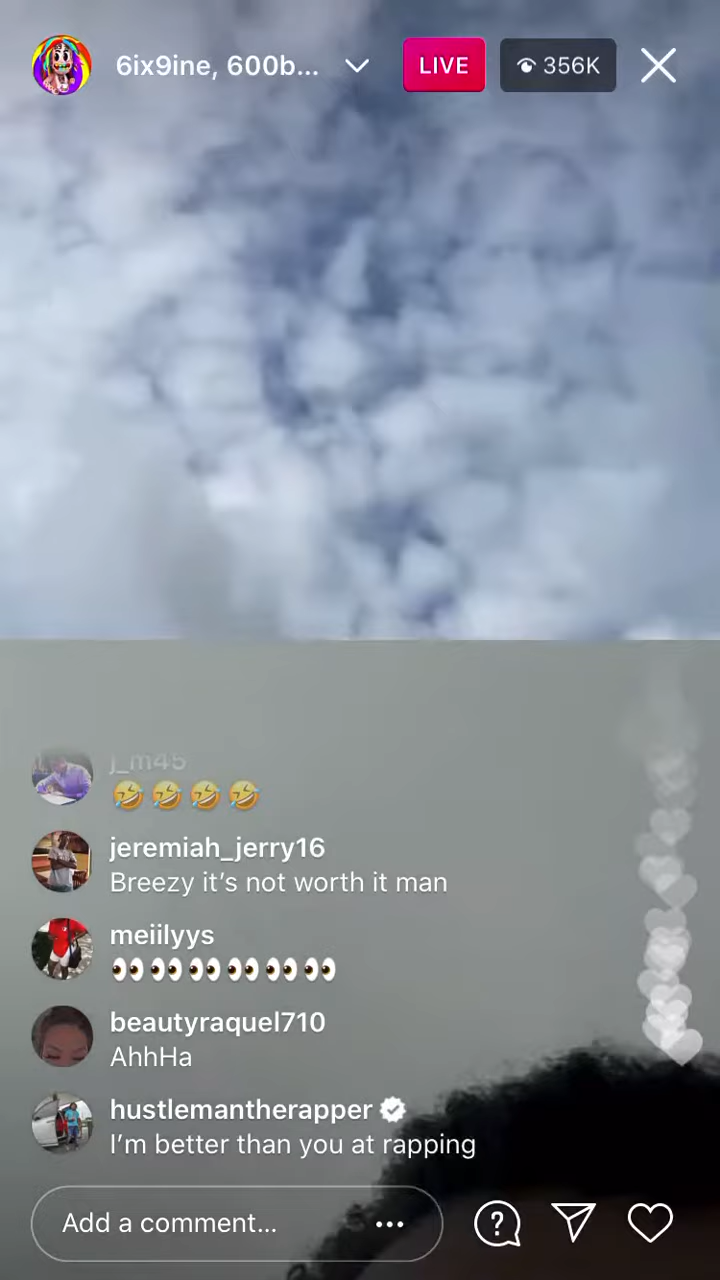 6ix9ine, 600b...
LIVE
356K
j_m45
🤣🤣🤣🤣
jeremiah_jerry16
Breezy it's not worth it man
meiilyys
👀👀👀👀👀👀
beautyraquel710
AhhHa
hustlemantherapper
I'm better than you at rapping
Add a comment...